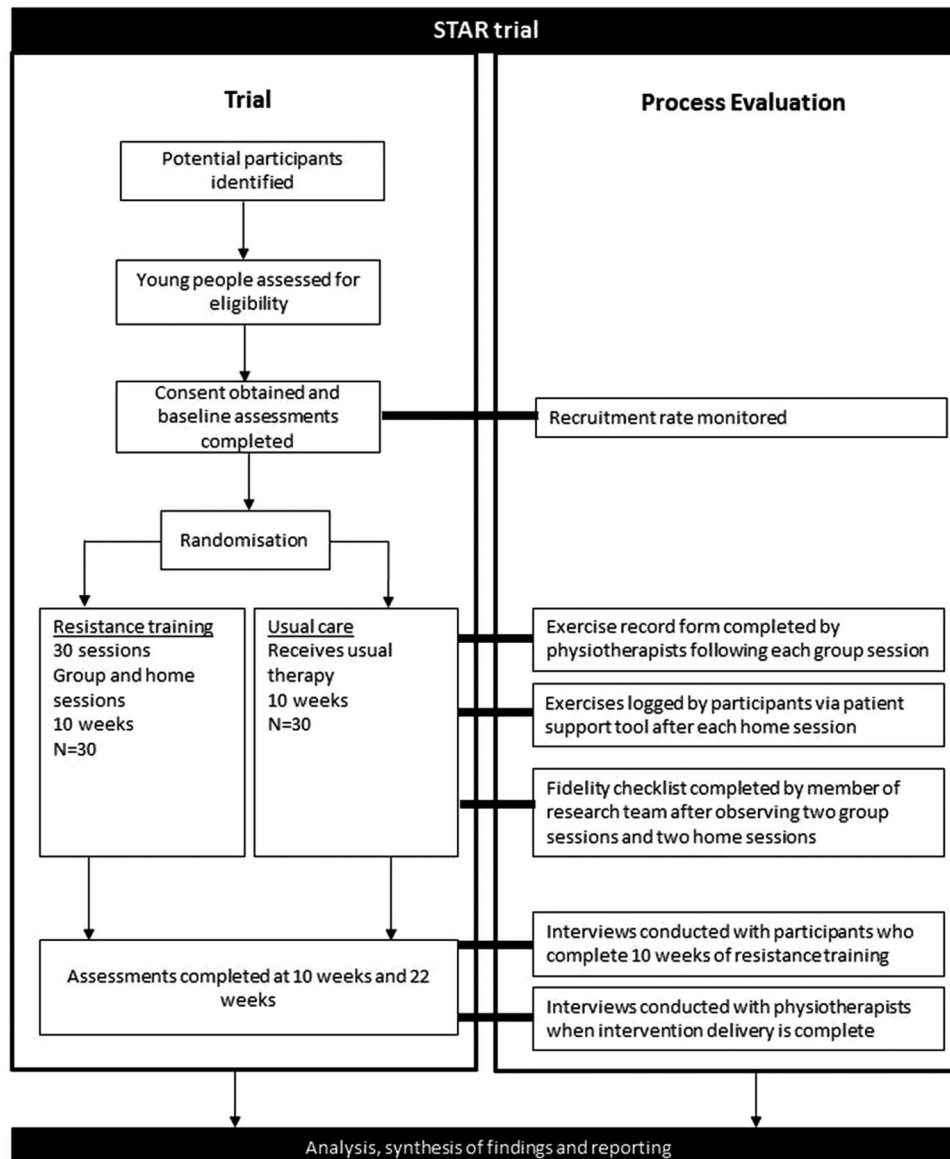 STAR trial
Trial
Potential participants
identified
Young people assessed for
eligibility
Consent obtained and
baseline assessments
completed
Randomisation
Resistance training
30 sessions
Group and home
sessions
10 weeks
N=30
Usual care
Receives usual
therapy
10 weeks
N=30
Assessments completed at 10 weeks and 22
weeks
Process Evaluation
Recruitment rate monitored
Exercise record form completed by
physiotherapists following each group session
Exercises logged by participants via patient
support tool after each home session
Fidelity checklist completed by member of
research team after observing two group
sessions and two home sessions
Interviews conducted with participants who
complete 10 weeks of resistance training
Interviews conducted with physiotherapists
when intervention delivery is complete
Analysis, synthesis of findings and reporting